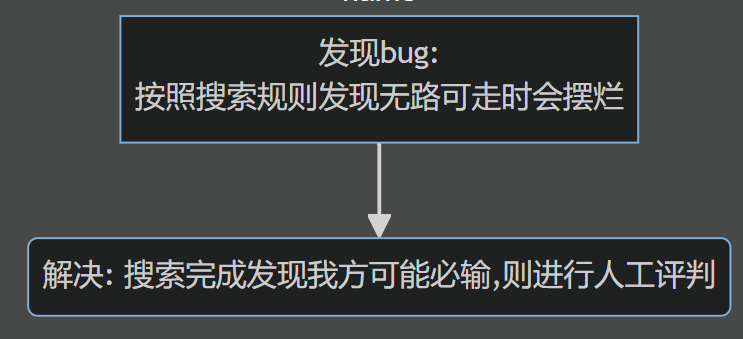 发现bug:
按照搜索规则发现无路可走时会摆烂
解决: 搜索完成发现我方可能必输,则进行人工评判